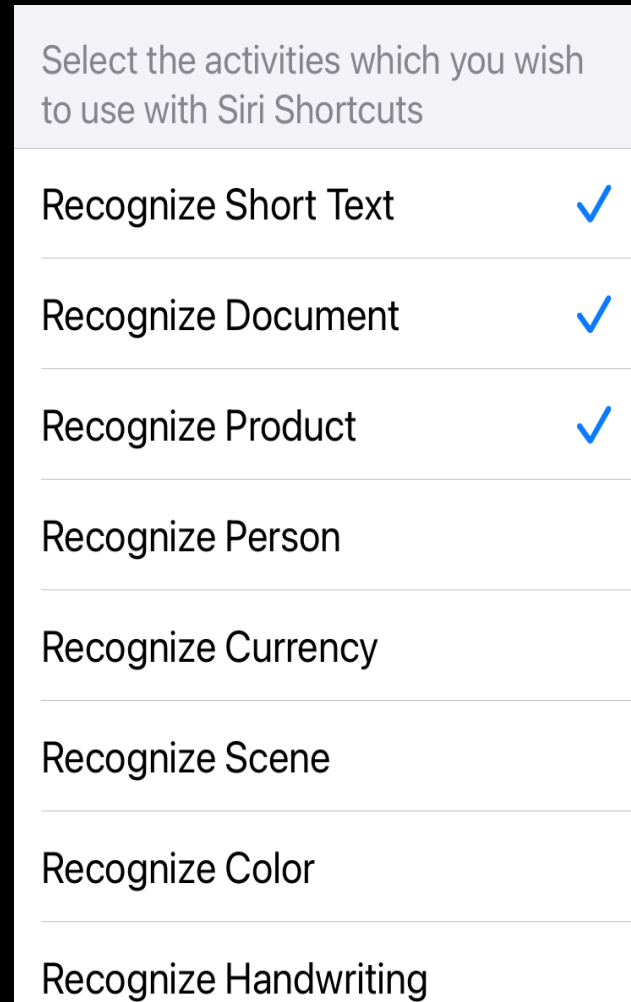 Select the activities which you wish
to use with Siri Shortcuts
Recognize Short Text
Recognize Document
Recognize Product
Recognize Person
Recognize Currency
Recognize Scene
Recognize Color
Recognize Handwriting